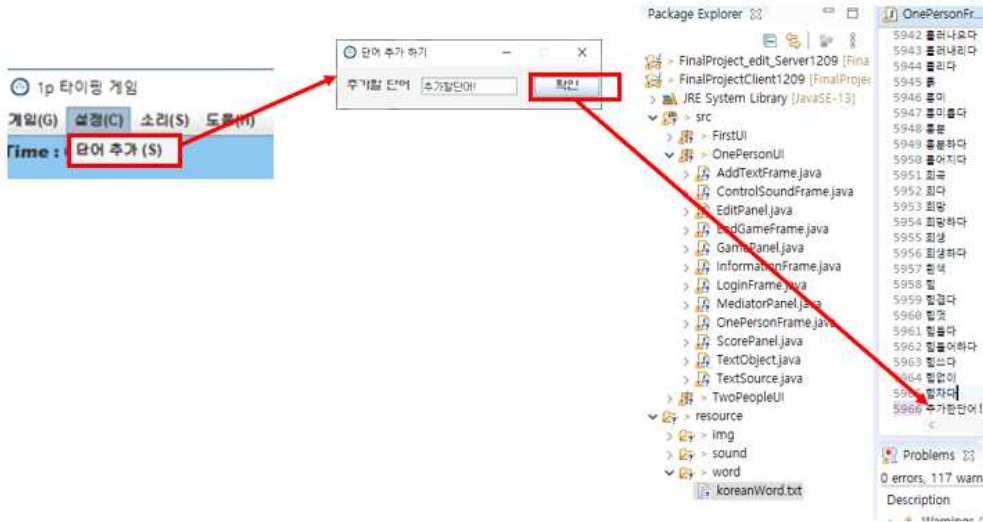 1p 타이핑 게임
게임(G) 설정(C) 소리(S) 도움(H)
Time :
단어 추가 (S)
단어 추가 하기
추가할 단어 추가할단어! 확인
Package Explorer
FinalProject_edit_Server1209 [Fina
FinalProjectClient1209 [FinalProjec
JRE System Library [JavaSE-13]
src
FirstUI
OnePersonUI
AddTextFrame.java
ControlSoundFrame.java
EditPanel.java
EndGameFrame.java
GamePanel.java
InformationFrame.java
LoginFrame.java
MediatorPanel.java
OnePersonFrame.java
ScorePanel.java
TextObject.java
TextSource.java
TwoPeopleUI
resource
img
sound
word
koreanWord.txt
OnePersonFr...
5942 흘러나오다
5943 흘러내리다
5944 흘리다
5945 흙
5946 흥미
5947 흥미롭다
5948 흥분
5949 흥분하다
5950 흩어지다
5951 희곡
5952 희다
5953 희망
5954 희망하다
5955 희생
5956 희생하다
5957 흰색
5958 힘
5959 힘겹다
5960 힘껏
5961 힘들다
5962 힘들어하다
5963 힘쓰다
5964 힘없이
5965 힘차다
5966 추가한단어!
Problems
0 errors, 117 warn
Description
Warnings (